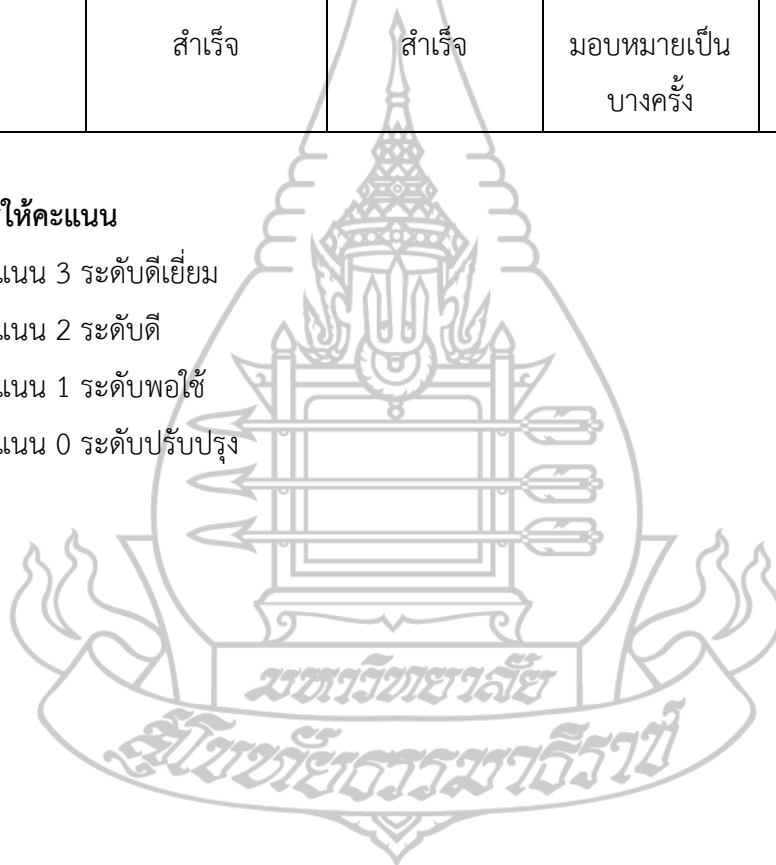 สำเร็จ สำเร็จ มอบหมายเป็น
บางครั้ง
ให้คะแนน
แนน 3 ระดับดีเยี่ยม
แนน 2 ระดับดี
แนน 1 ระดับพอใช้
แนน 0 ระดับปรับปรุง
มหาวิทยาลัย
สุโขทัยธรรมาธิราช